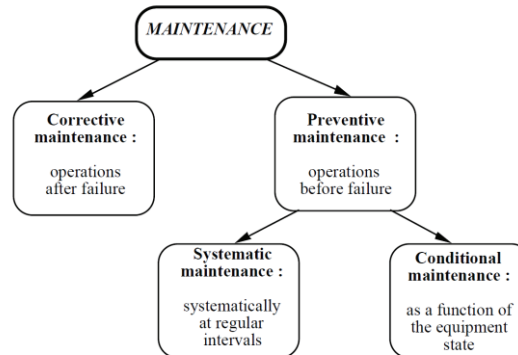 MAINTENANCE
Corrective
maintenance :
operations
after failure
Preventive
maintenance :
operations
before failure
Systematic
maintenance :
systematically
at regular
intervals
Conditional
maintenance :
as a function of
the equipment
state